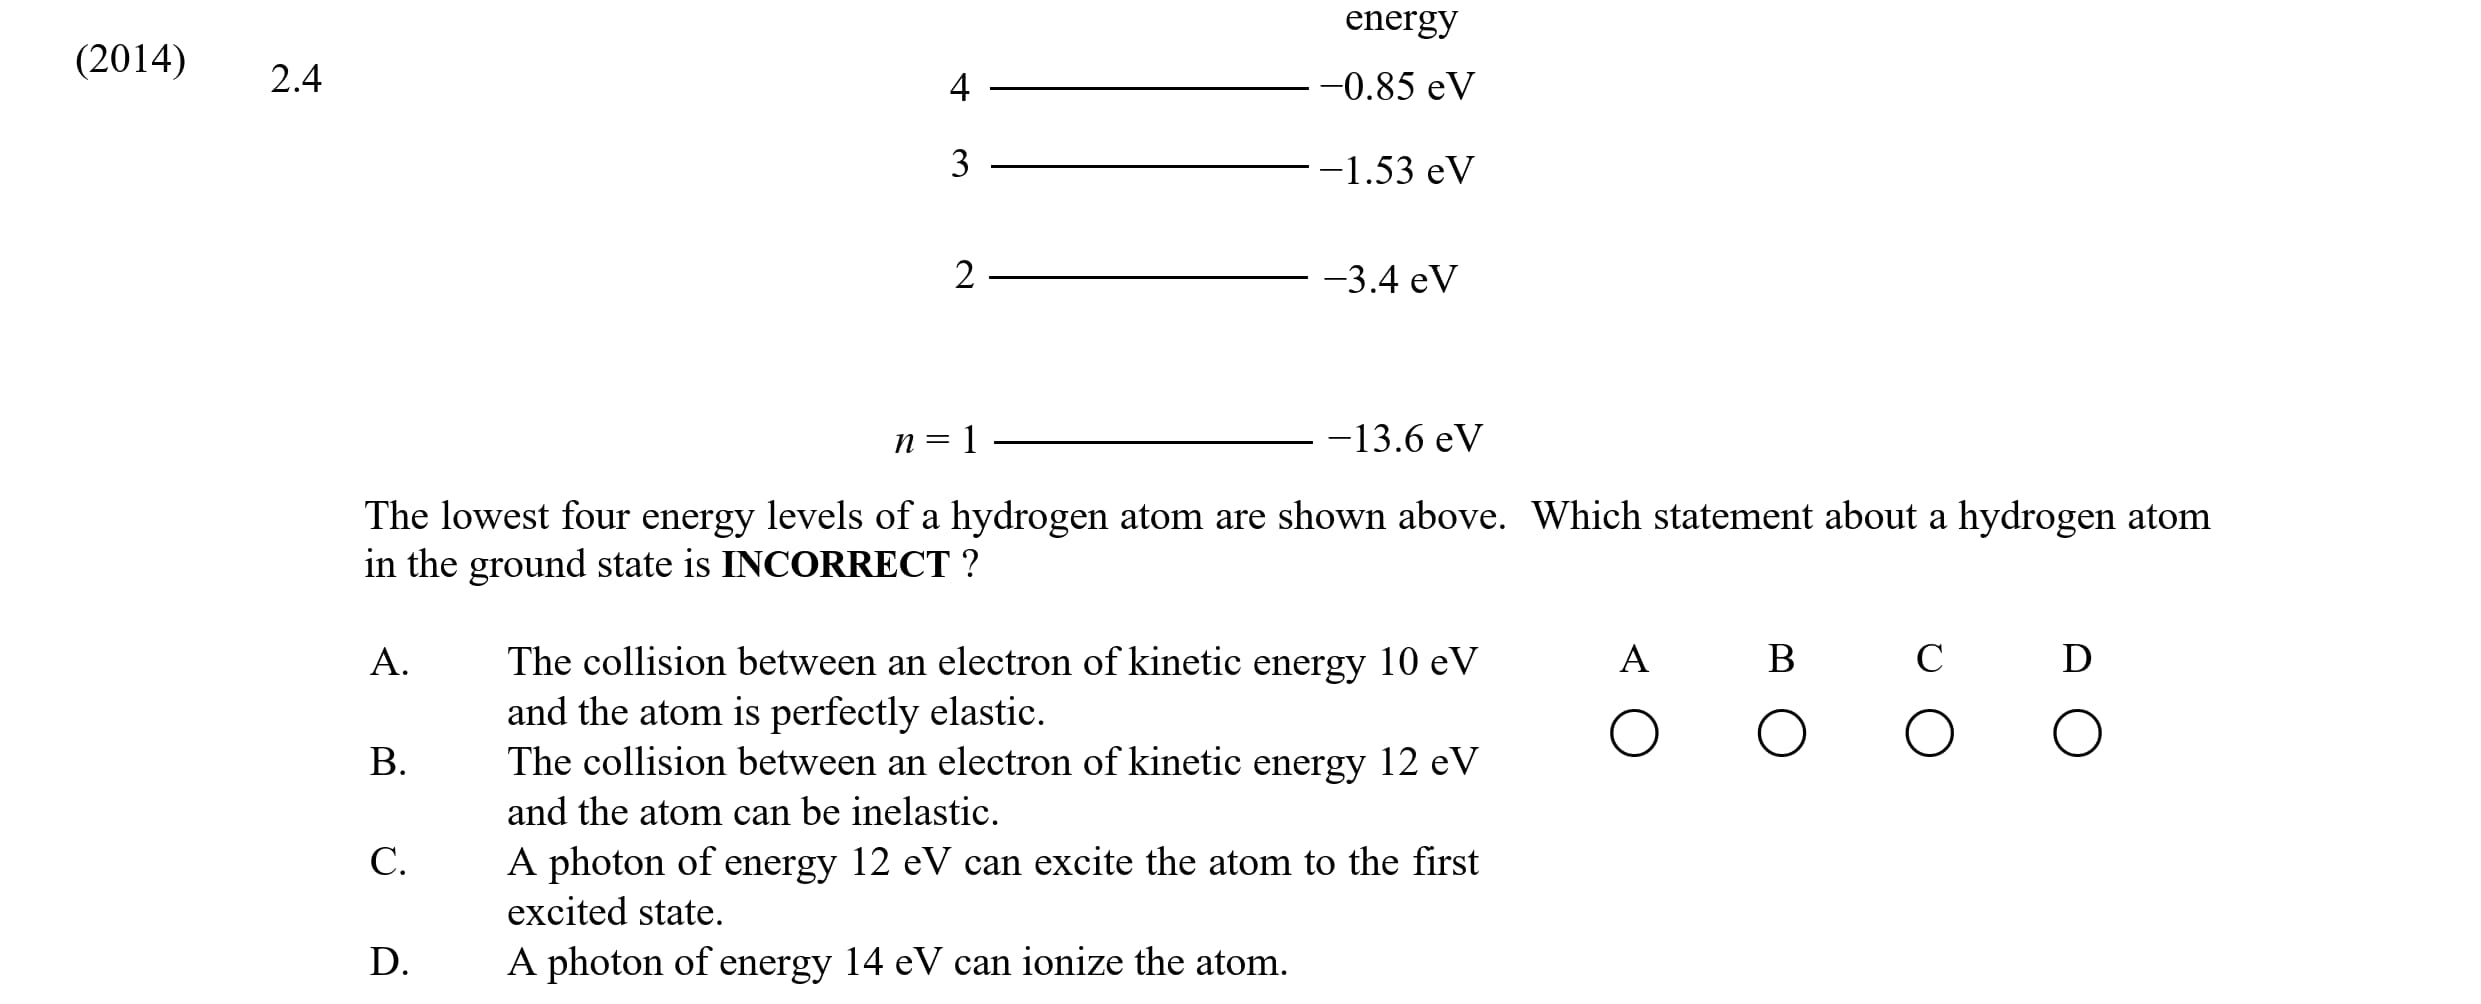 energy
(2014) 2.4
4 −0.85 eV
3 −1.53 eV
2 −3.4 eV
n = 1 −13.6 eV
The lowest four energy levels of a hydrogen atom are shown above. Which statement about a hydrogen atom
in the ground state is INCORRECT ?
A. The collision between an electron of kinetic energy 10 eV
and the atom is perfectly elastic.
B. The collision between an electron of kinetic energy 12 eV
and the atom can be inelastic.
C. A photon of energy 12 eV can excite the atom to the first
excited state.
D. A photon of energy 14 eV can ionize the atom.
A B C D